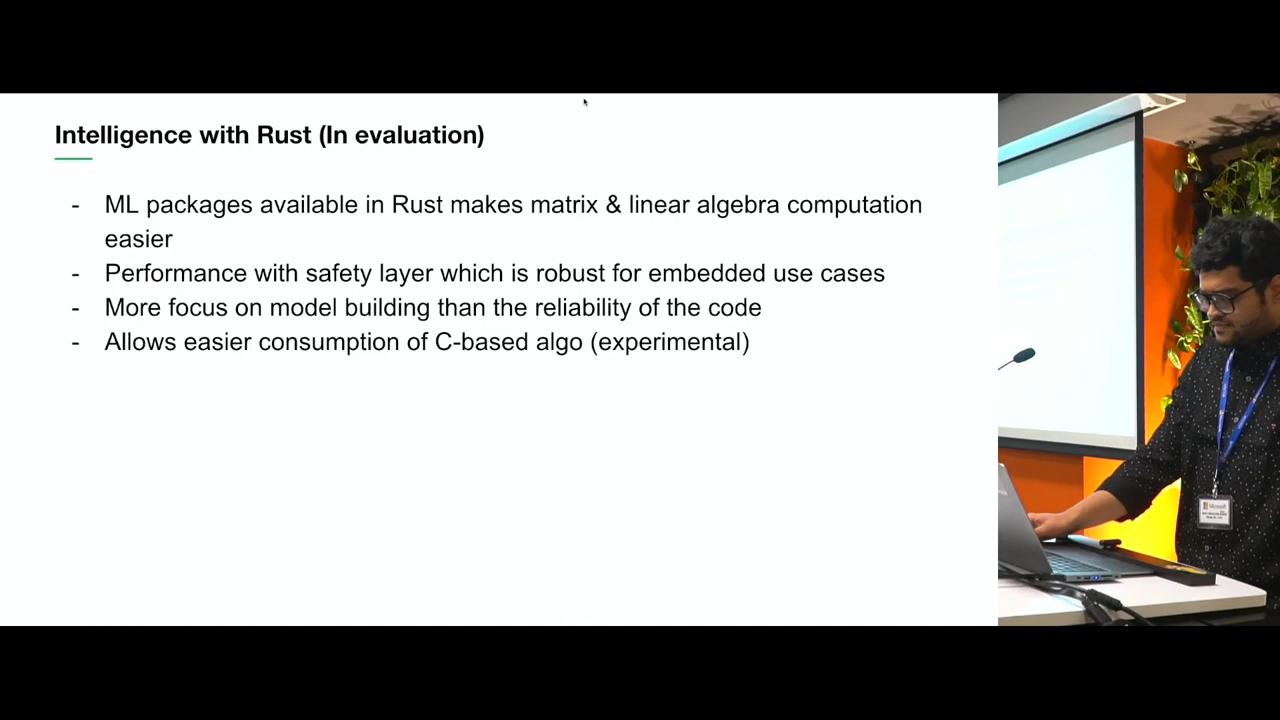 Intelligence with Rust (In evaluation)
- ML packages available in Rust makes matrix & linear algebra computation
easier
- Performance with safety layer which is robust for embedded use cases
- More focus on model building than the reliability of the code
- Allows easier consumption of C-based algo (experimental)
Microsoft